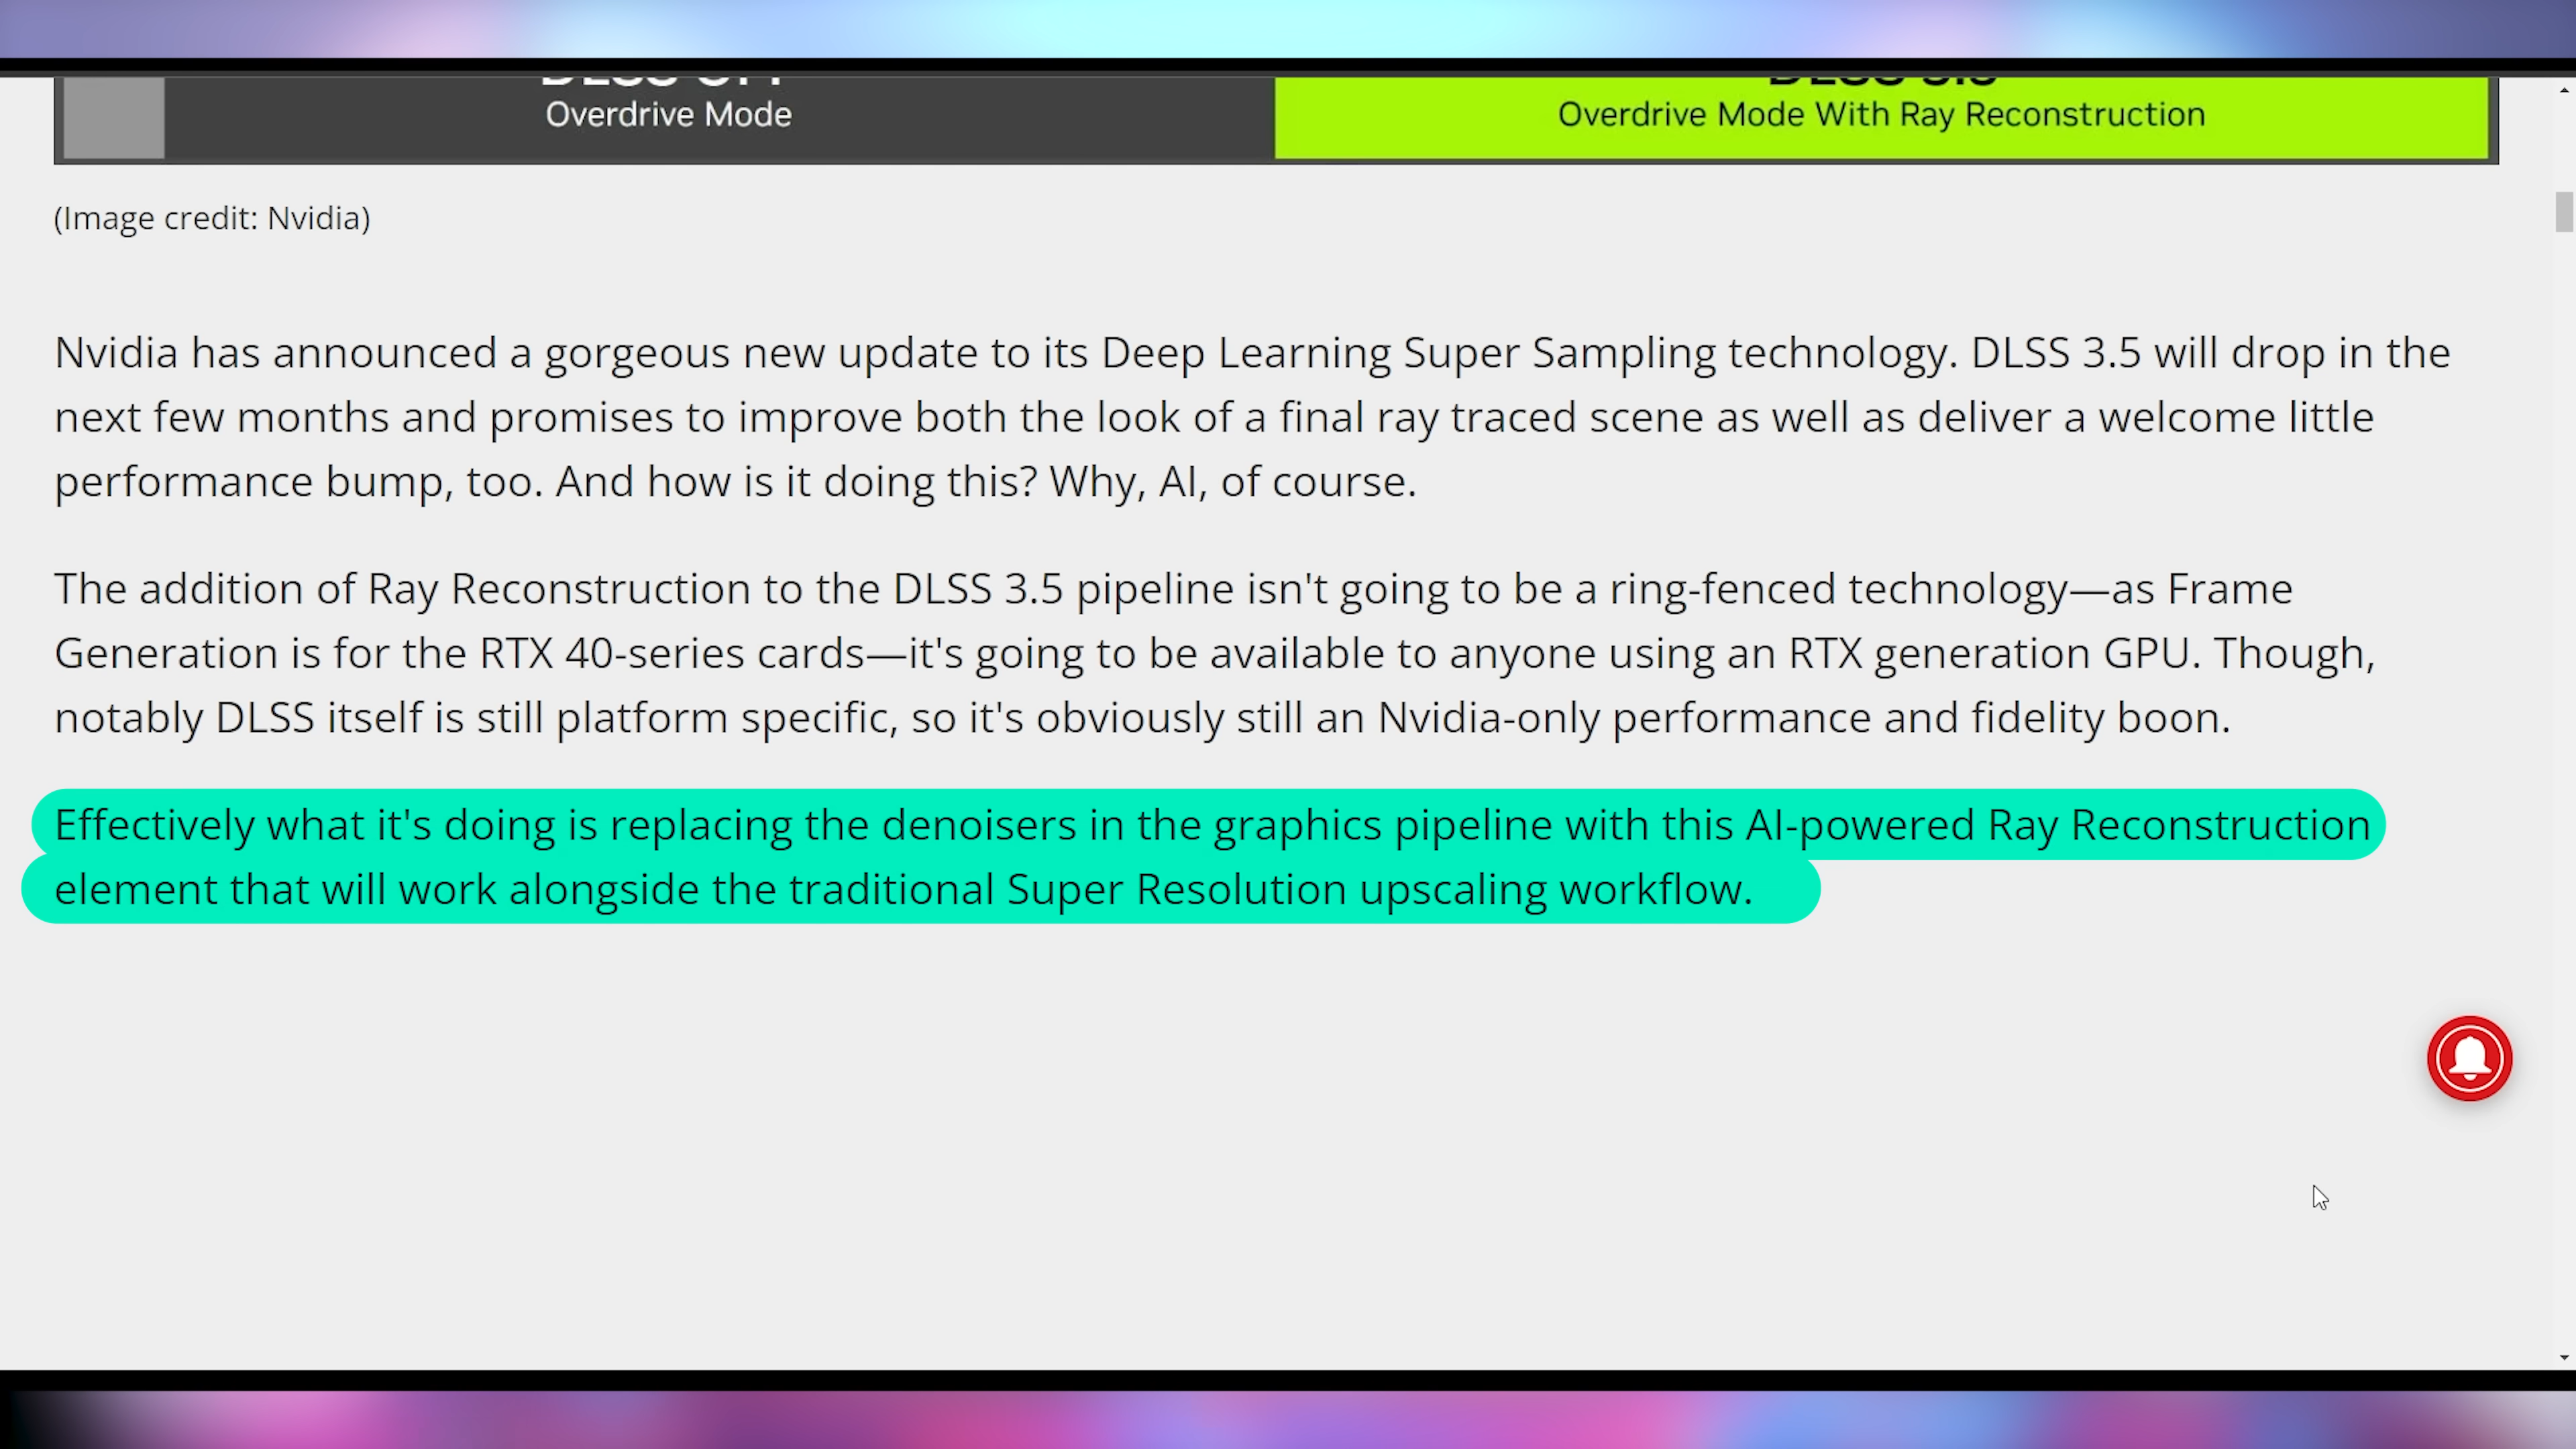 Overdrive Mode
Overdrive Mode With Ray Reconstruction
(Image credit: Nvidia)
Nvidia has announced a gorgeous new update to its Deep Learning Super Sampling technology. DLSS 3.5 will drop in the
next few months and promises to improve both the look of a final ray traced scene as well as deliver a welcome little
performance bump, too. And how is it doing this? Why, AI, of course.
The addition of Ray Reconstruction to the DLSS 3.5 pipeline isn't going to be a ring-fenced technology—as Frame
Generation is for the RTX 40-series cards—it's going to be available to anyone using an RTX generation GPU. Though,
notably DLSS itself is still platform specific, so it's obviously still an Nvidia-only performance and fidelity boon.
Effectively what it's doing is replacing the denoisers in the graphics pipeline with this AI-powered Ray Reconstruction
element that will work alongside the traditional Super Resolution upscaling workflow.